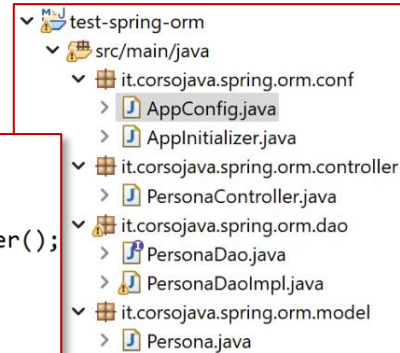 test-spring-orm
src/main/java
it.corsojava.spring.orm.conf
AppConfig.java
AppInitializer.java
it.corsojava.spring.orm.controller
PersonaController.java
er();
it.corsojava.spring.orm.dao
PersonaDao.java
PersonaDaoImpl.java
it.corsojava.spring.orm.model
Persona.java